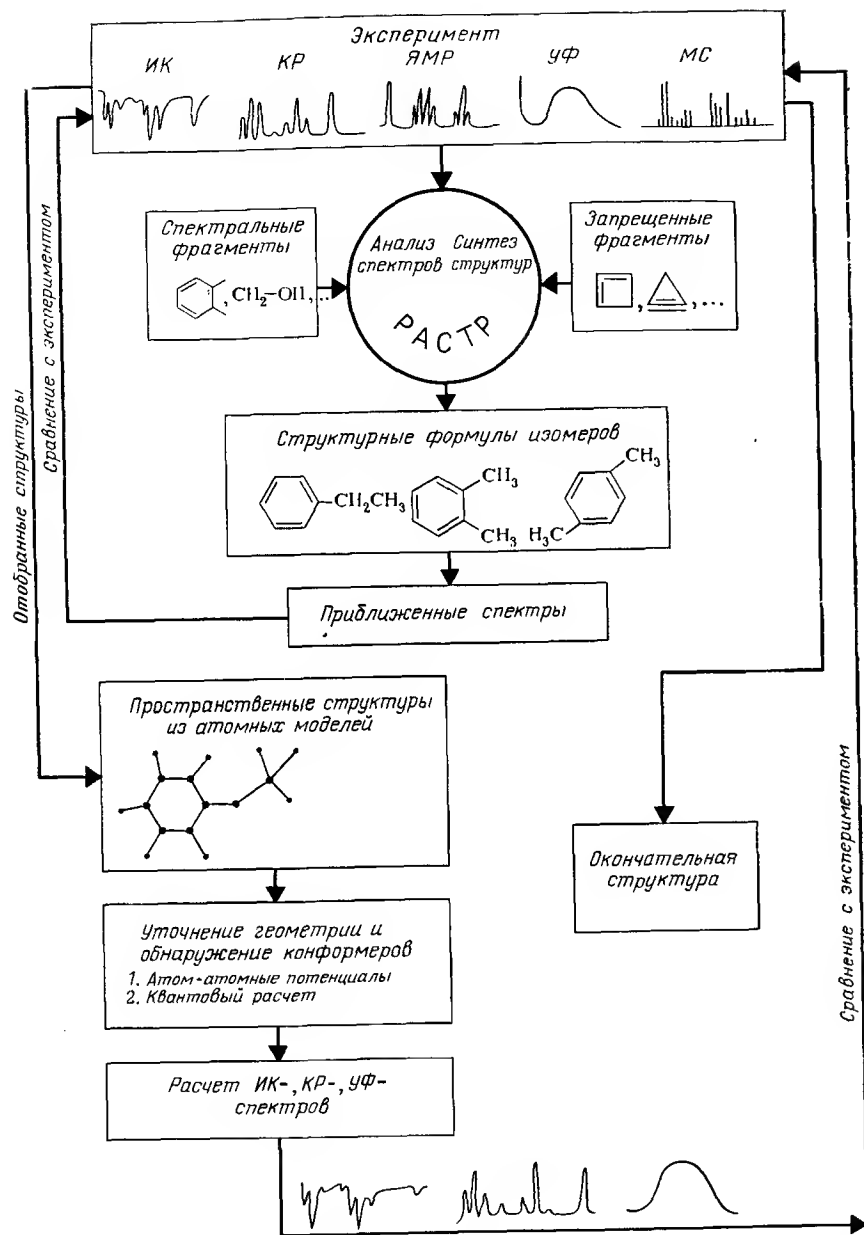 Эксперимент
ИК КР ЯМР УФ МС
Спектральные
фрагменты
, CH2–OH, ..
Анализ Синтез
спектров структур
РАСТР
Запрещенные
фрагменты
, , ...
Структурные формулы изомеров
CH2CH3
CH3
CH3
CH3
H3C
Приближенные спектры
Отобранные структуры
Сравнение с экспериментом
Пространственные структуры
из атомных моделей
Окончательная
структура
Уточнение геометрии и
обнаружение конформеров
1. Атом-атомные потенциалы
2. Квантовый расчет
Расчет ИК-, КР-, УФ-
спектров
Сравнение с экспериментом